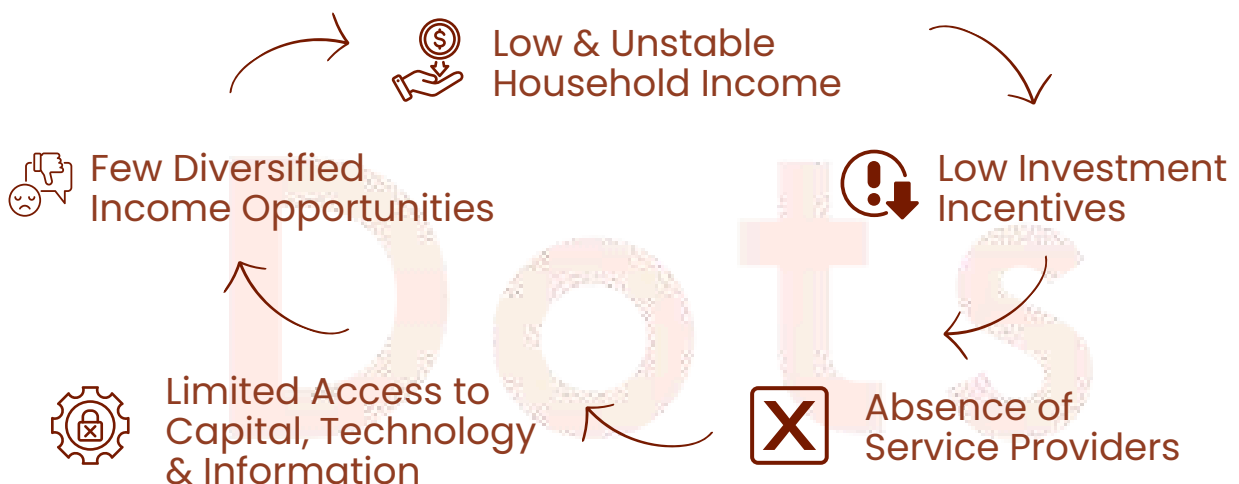 Low & Unstable
Household Income
Few Diversified
Income Opportunities
Low Investment
Incentives
Limited Access to
Capital, Technology
& Information
Absence of
Service Providers
X
$
Dots